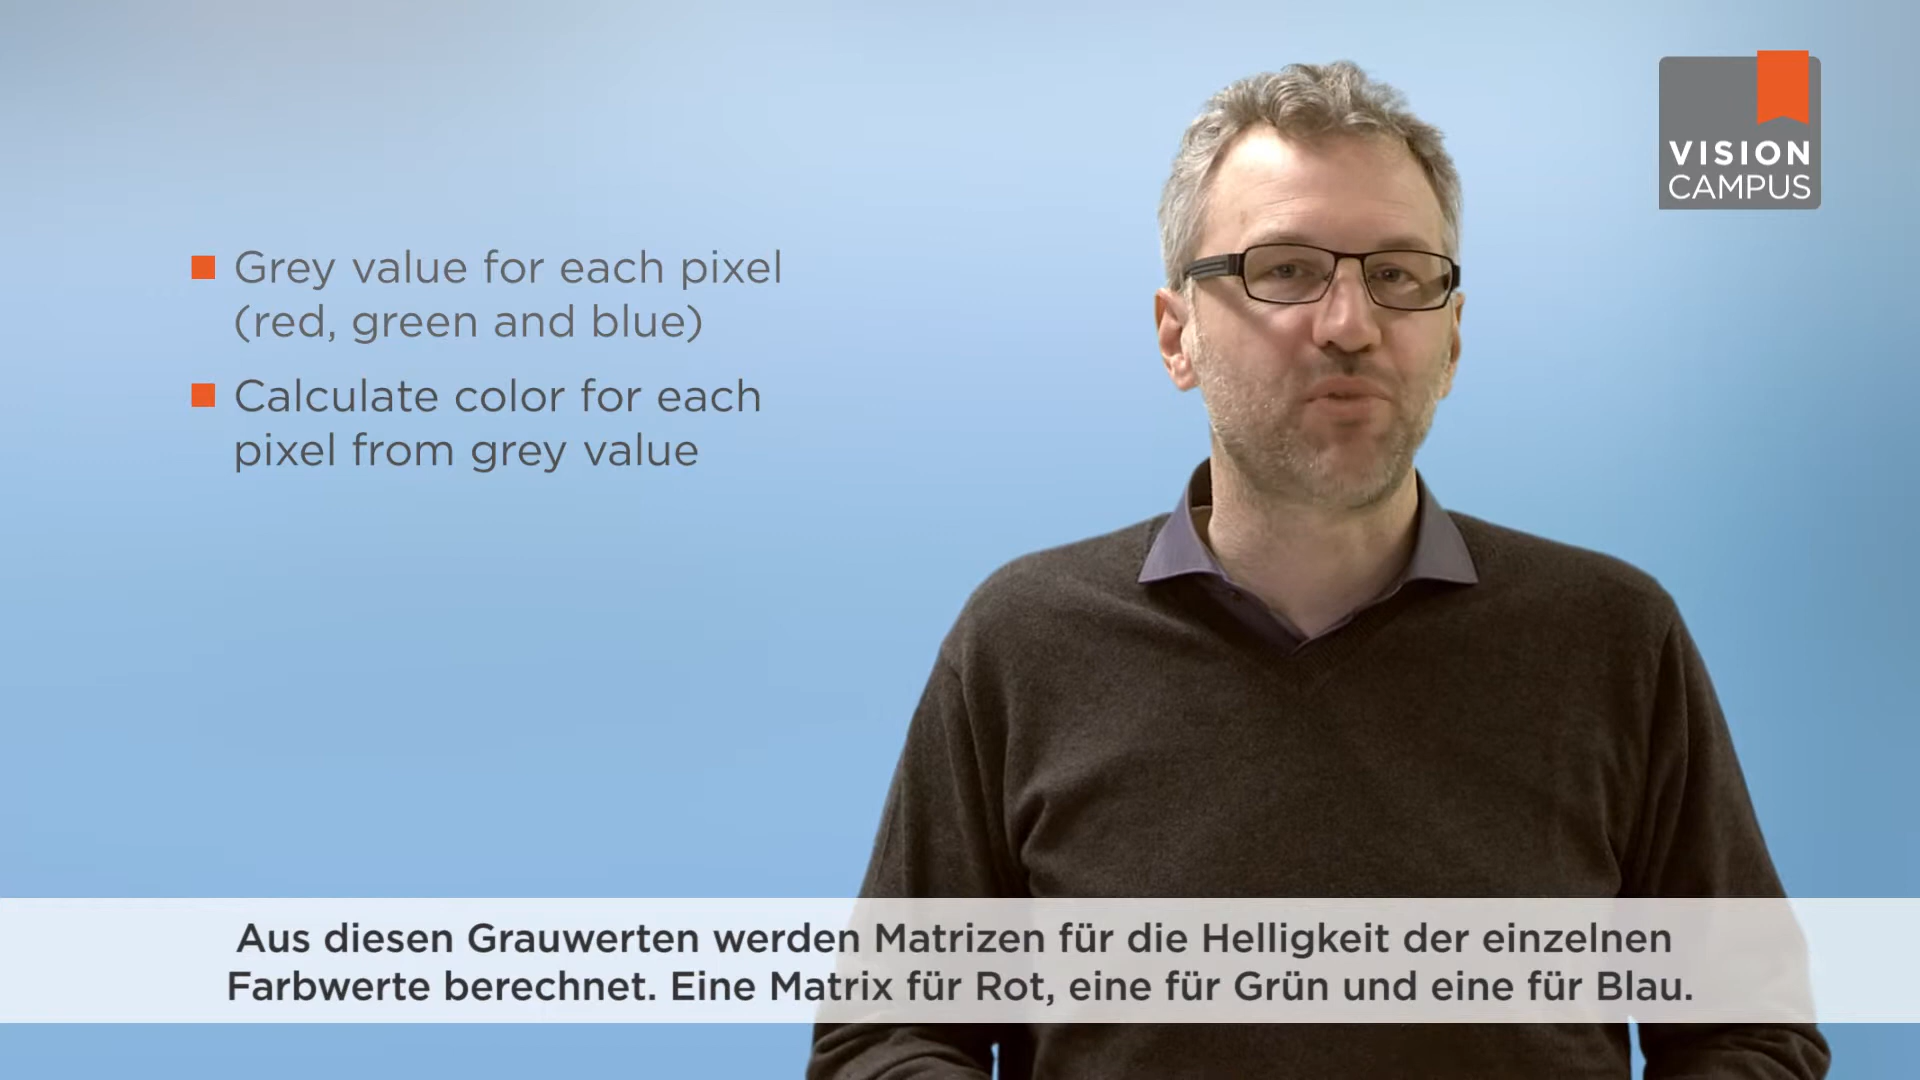 VISION
CAMPUS
Grey value for each pixel
(red, green and blue)
Calculate color for each
pixel from grey value
Aus diesen Grauwerten werden Matrizen für die Helligkeit der einzelnen
Farbwerte berechnet. Eine Matrix für Rot, eine für Grün und eine für Blau.